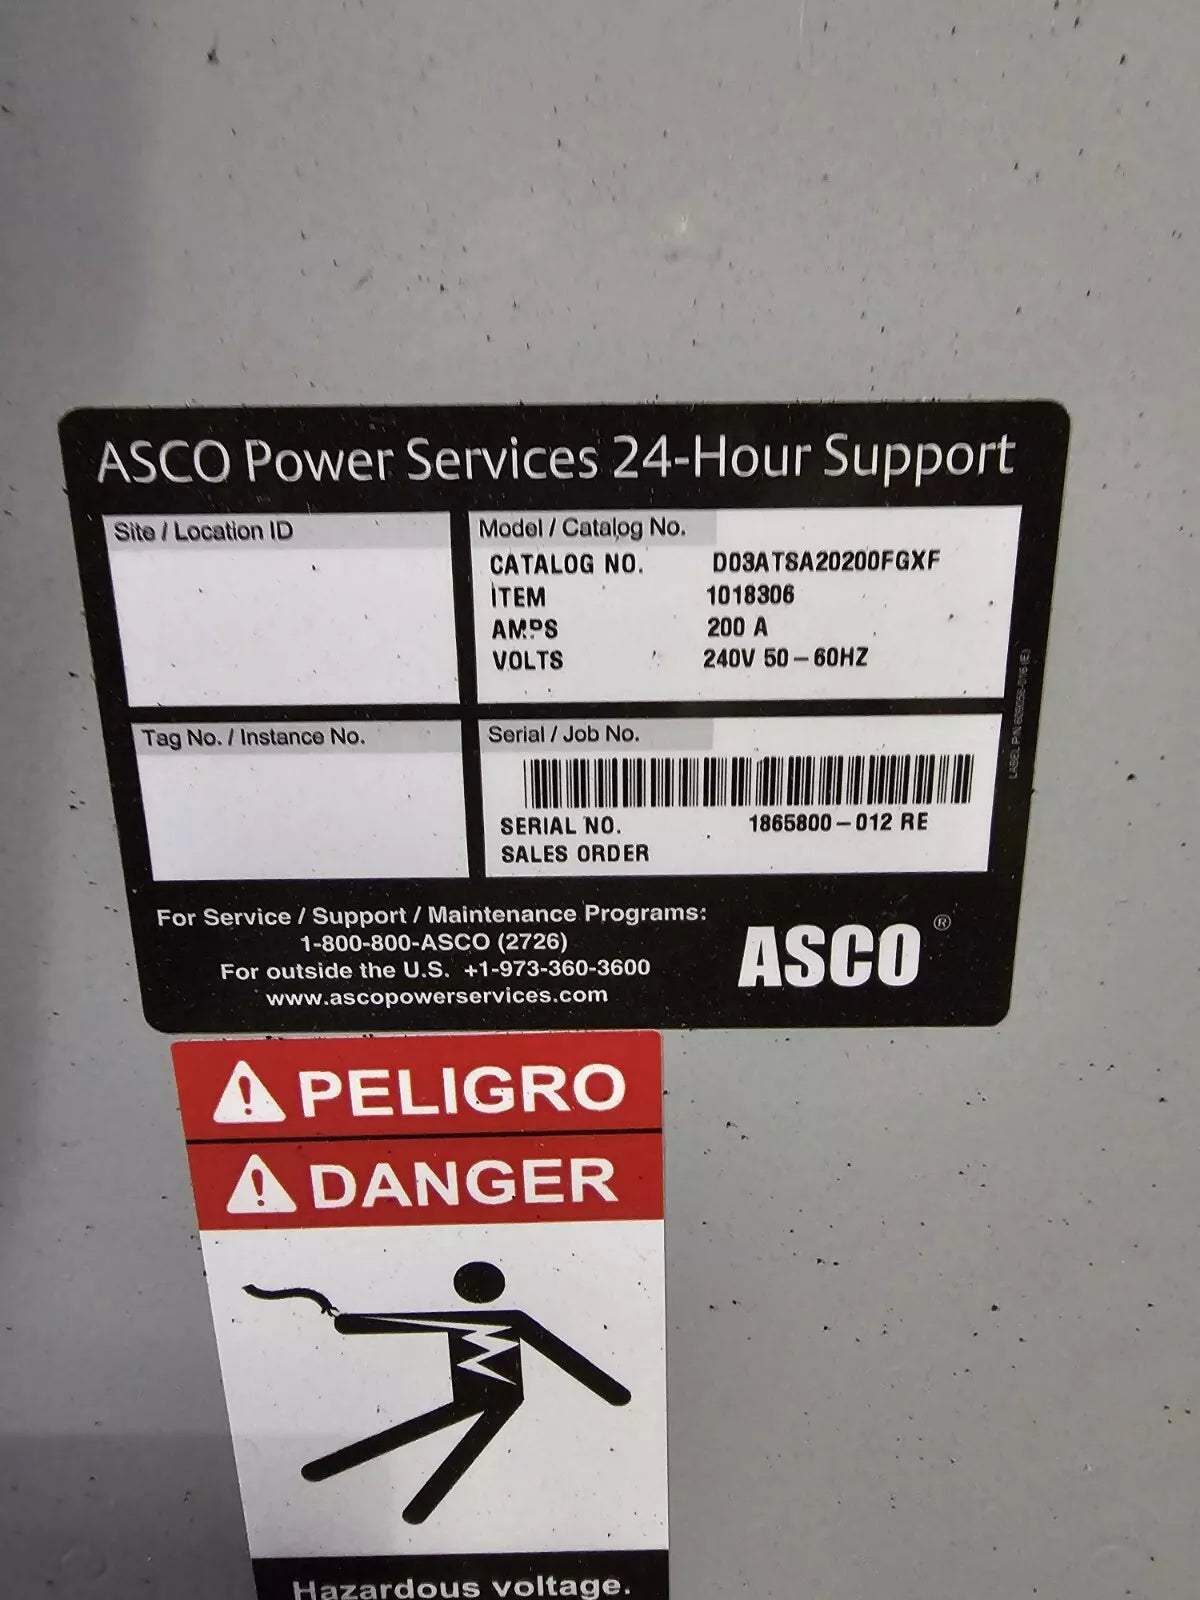 ASCO Power Services 24-Hour Support
Site / Location ID
Model / Catalog No.
CATALOG NO. D03ATSA20200FGXF
ITEM 1018306
AMPS 200 A
VOLTS 240V 50-60HZ
Tag No. / Instance No.
Serial / Job No.
SERIAL NO. 1865800-012 RE
SALES ORDER
For Service / Support / Maintenance Programs:
1-800-800-ASCO (2726)
For outside the U.S. +1-973-360-3600
www.ascopowerservices.com
ASCO®
LABEL P/N
PELIGRO
DANGER
Hazardous voltage.